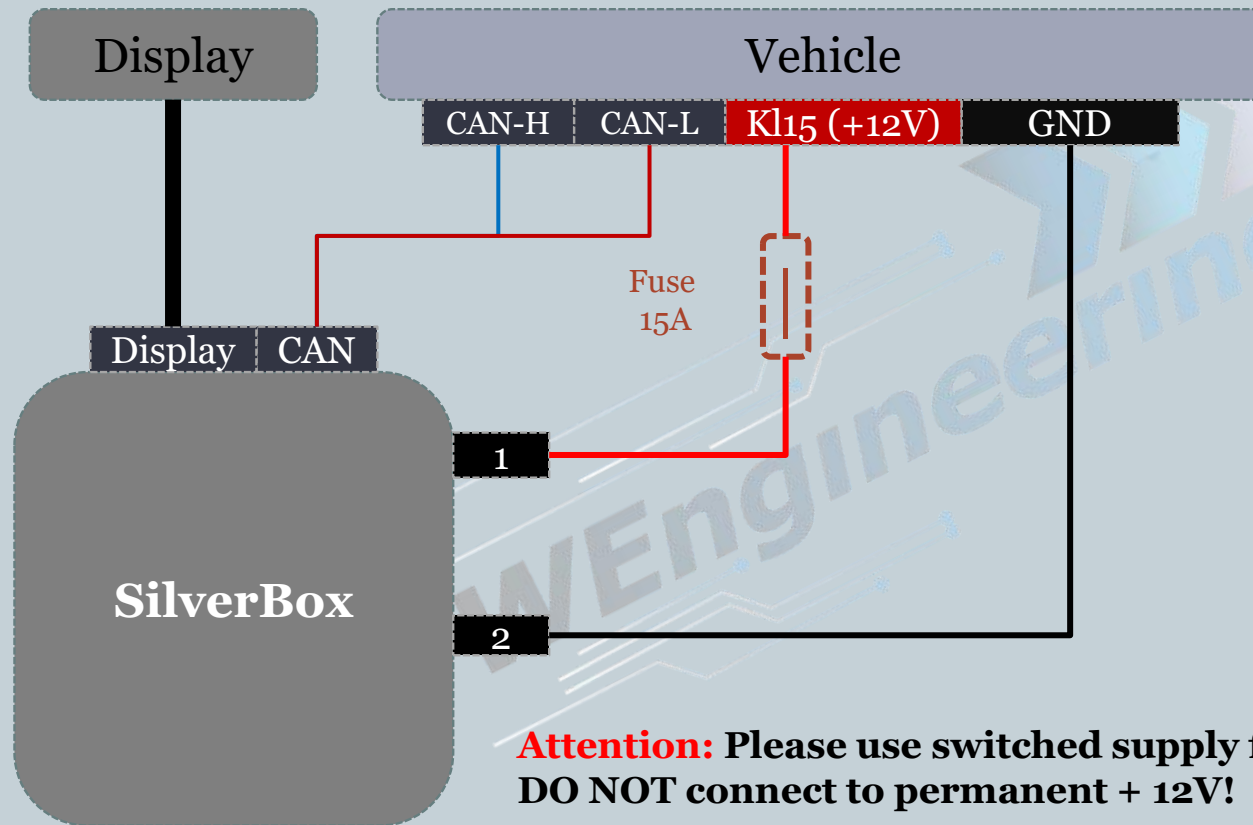 Display
Vehicle
CAN-H
CAN-L
Kl15 (+12V)
GND
Fuse
15A
Display
CAN
1
SilverBox
2
WEngineering
Attention: Please use switched supply
DO NOT connect to permanent + 12V!